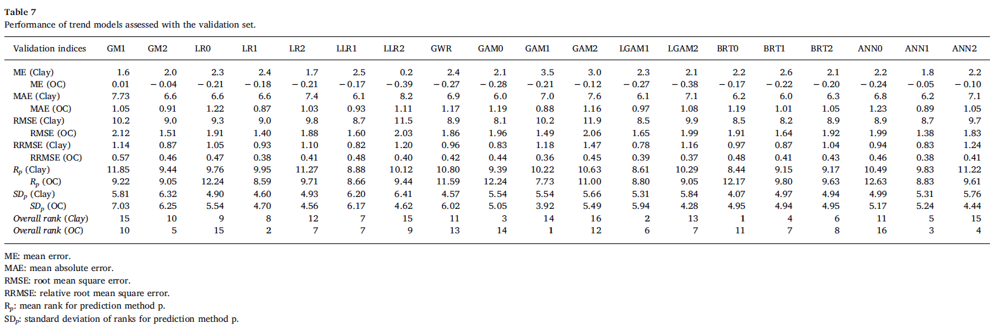 Table 7
Performance of trend models assessed with the validation set.
Validation indices GM1 GM2 LR0 LR1 LR2 LLR1 LLR2 GWR GAM0 GAM1 GAM2 LGAM1 LGAM2 BRT0 BRT1 BRT2 ANN0 ANN1 ANN2
ME (Clay) 1.6 2.0 2.3 2.4 1.7 2.5 0.2 2.4 2.1 3.5 3.0 2.3 2.1 2.2 2.6 2.1 2.2 1.8 2.2
ME (OC) 0.01 − 0.04 − 0.21 − 0.18 − 0.21 − 0.17 − 0.39 − 0.27 − 0.28 − 0.21 − 0.12 − 0.27 − 0.38 − 0.17 − 0.22 − 0.20 − 0.24 − 0.05 − 0.10
MAE (Clay) 7.73 6.6 6.6 6.6 7.4 6.1 8.2 6.9 6.0 7.0 7.6 6.1 7.1 6.2 6.0 6.3 6.8 6.2 7.1
MAE (OC) 1.05 0.91 1.22 0.87 1.03 0.93 1.11 1.17 1.19 0.88 1.16 0.97 1.08 1.19 1.01 1.05 1.23 0.89 1.05
RMSE (Clay) 10.2 9.0 9.3 9.0 9.8 8.7 11.5 8.9 8.1 10.2 11.9 8.5 9.9 8.5 8.2 8.9 8.9 8.7 9.7
RMSE (OC) 2.12 1.51 1.91 1.40 1.88 1.60 2.03 1.86 1.96 1.49 2.06 1.65 1.99 1.91 1.64 1.92 1.99 1.38 1.83
RRMSE (Clay) 1.14 0.87 1.05 0.93 1.10 0.82 1.20 0.96 0.83 1.18 1.47 0.78 1.16 0.97 0.87 1.04 0.94 0.83 1.24
RRMSE (OC) 0.57 0.46 0.47 0.38 0.41 0.48 0.40 0.42 0.44 0.36 0.45 0.39 0.37 0.48 0.41 0.43 0.46 0.38 0.41
Rp (Clay) 11.85 9.44 9.76 9.95 11.27 8.88 10.12 10.80 9.39 10.22 10.63 8.61 10.29 8.44 9.15 9.17 10.49 9.83 11.22
Rp (OC) 9.22 9.05 12.24 8.59 9.71 8.66 9.44 11.59 12.24 7.73 11.00 8.80 9.05 12.17 9.80 9.63 12.63 8.83 9.61
SDp (Clay) 5.81 6.32 4.90 4.60 4.93 6.20 6.41 4.57 5.54 5.54 5.66 5.31 5.84 4.07 4.97 4.94 4.99 5.31 5.76
SDp (OC) 7.03 6.25 5.54 4.70 4.56 6.17 4.62 6.02 5.05 3.92 5.49 5.94 4.28 4.95 4.94 4.95 5.17 5.24 4.44
Overall rank (Clay) 15 10 9 8 12 7 15 11 3 14 16 2 13 1 4 6 11 5 15
Overall rank (OC) 10 5 15 2 7 7 9 13 14 1 12 6 7 11 7 8 16 3 4
ME: mean error.
MAE: mean absolute error.
RMSE: root mean square error.
RRMSE: relative root mean square error.
Rp: mean rank for prediction method p.
SDp: standard deviation of ranks for prediction method p.